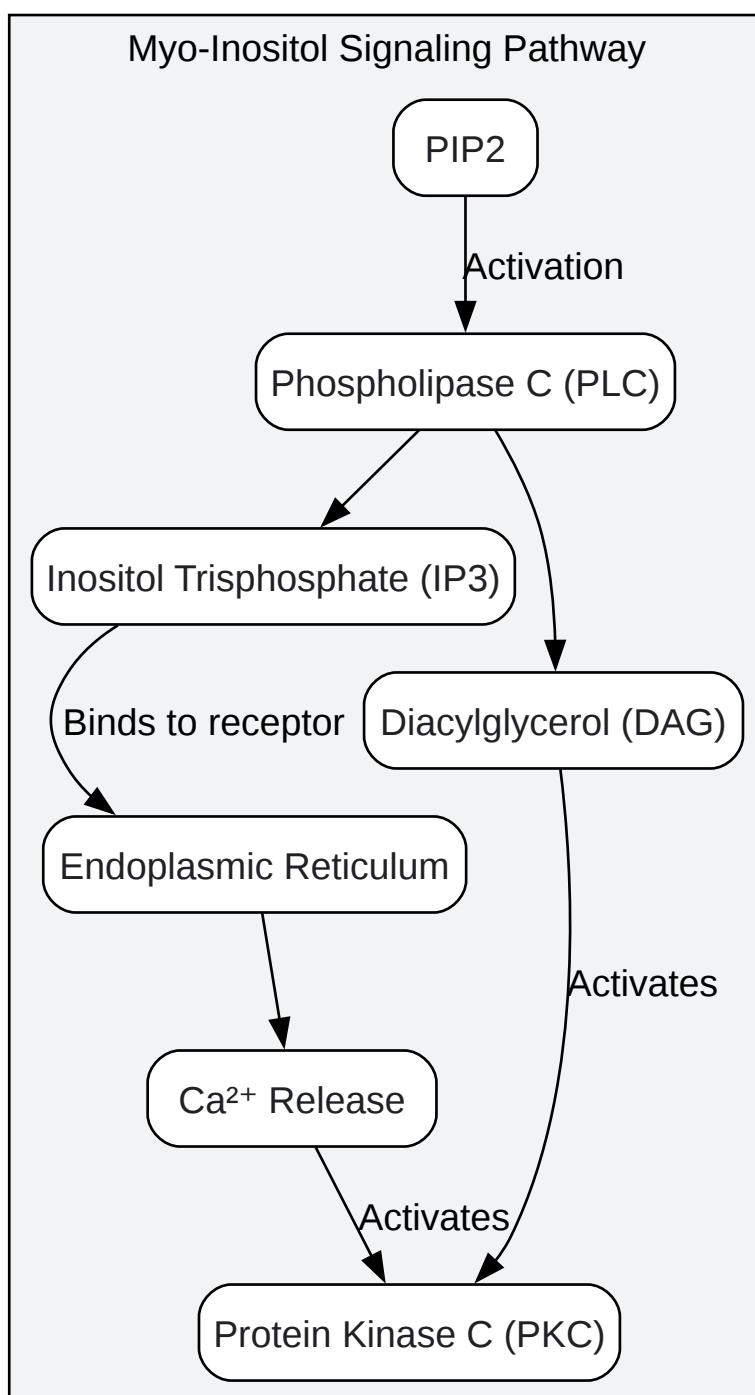 Myo-Inositol Signaling Pathway
PIP2
Activation
Phospholipase C (PLC)
Inositol Trisphosphate (IP3)
Binds to receptor
Diacylglycerol (DAG)
Endoplasmic Reticulum
Activates
Ca²⁺ Release
Activates
Protein Kinase C (PKC)